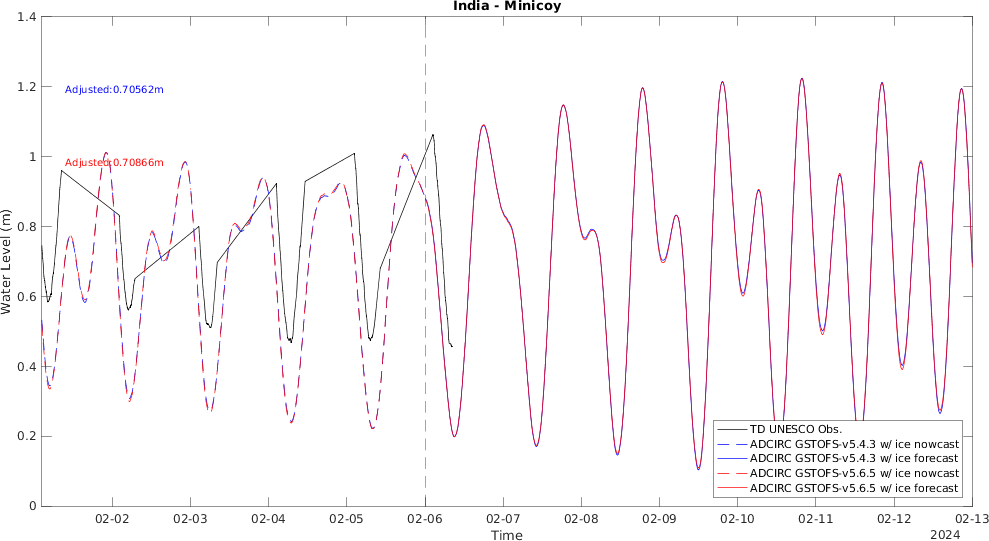 India - Minicoy
1.4
1.2
1
0.8
0.6
0.4
0.2
0
Water Level (m)
Adjusted:0.70562m
Adjusted:0.70866m
TD UNESCO Obs.
ADCIRC GSTOFS-v5.4.3 w/ ice nowcast
ADCIRC GSTOFS-v5.4.3 w/ ice forecast
ADCIRC GSTOFS-v5.6.5 w/ ice nowcast
ADCIRC GSTOFS-v5.6.5 w/ ice forecast
02-02 02-03 02-04 02-05 02-06 02-07 02-08 02-09 02-10 02-11 02-12 02-13
Time
2024